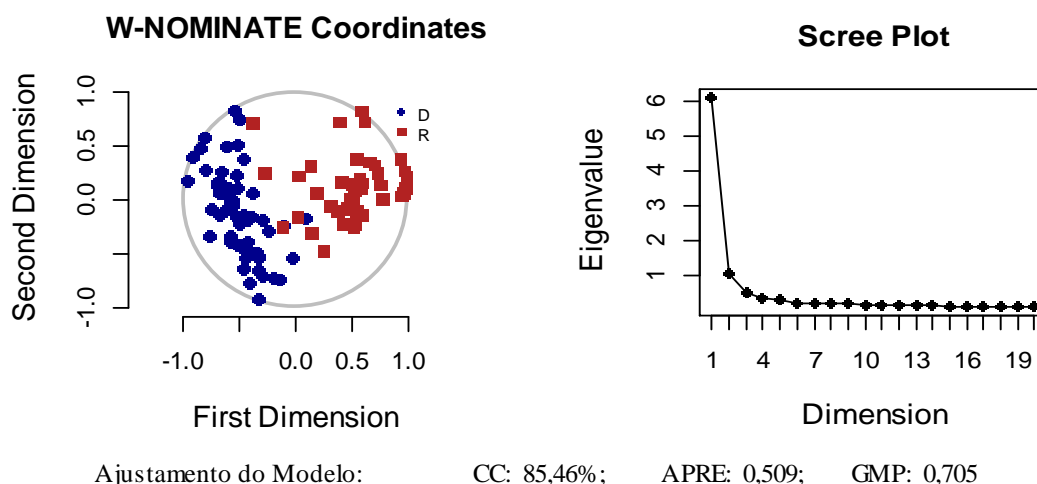 W-NOMINATE Coordinates
Second Dimension
1.0
0.5
0.0
-1.0
D
R
-1.0
0.0
0.5
1.0
First Dimension
Scree Plot
Eigenvalue
6
5
4
3
2
1
1
4
7
10
13
16
19
Dimension
Ajustamento do Modelo: CC: 85,46%; APRE: 0,509; GMP: 0,705